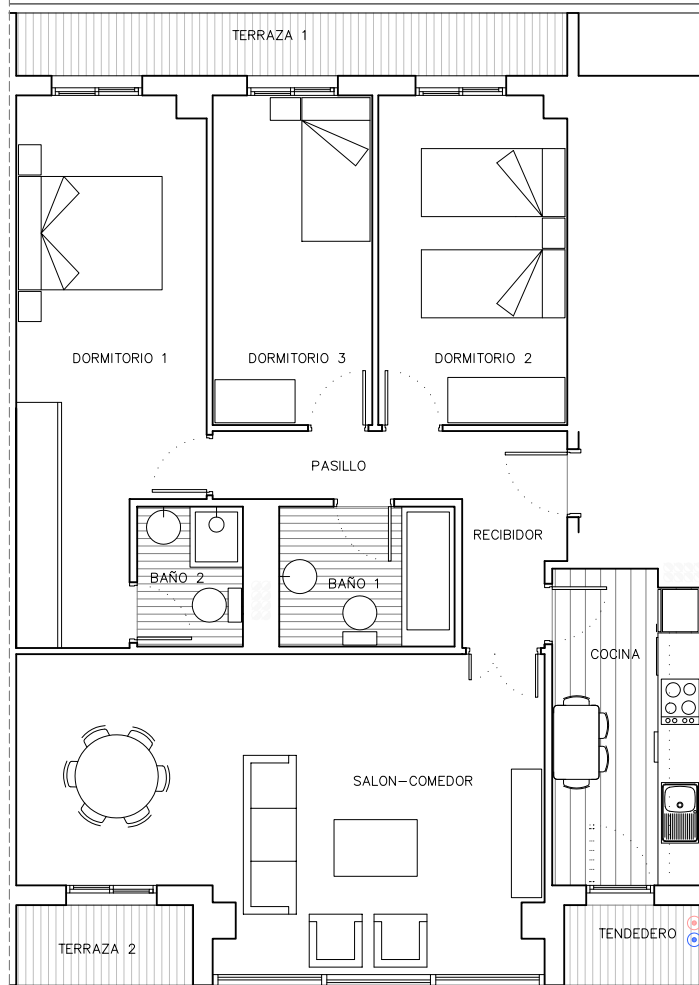 TERRAZA 1
DORMITORIO 1
DORMITORIO 3
DORMITORIO 2
PASILLO
RECIBIDOR
BAÑO 2
BAÑO 1
COCINA
SALON-COMEDOR
TENDEDERO
TERRAZA 2